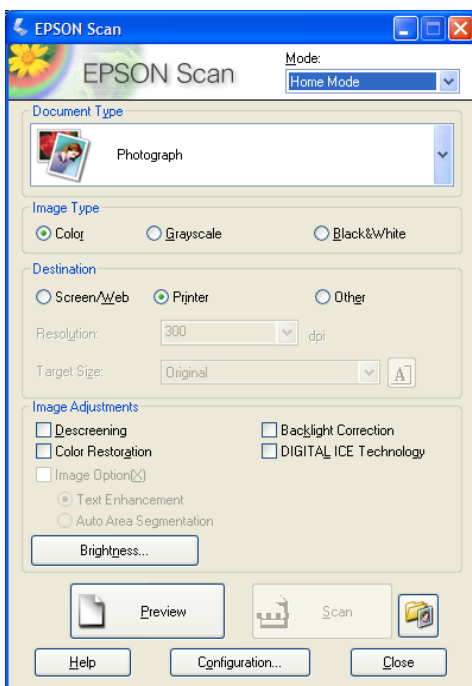 EPSON Scan
EPSON Scan
Mode:
Home Mode
Document Type
Photograph
Image Type
Color Grayscale Black&White
Destination
Screen/Web Printer Other
Resolution: 300 dpi
Target Size: Original A
Image Adjustments
Descreening Backlight Correction
Color Restoration DIGITAL ICE Technology
Image Option(X)
Text Enhancement
Auto Area Segmentation
Brightness...
Preview Scan
Help Configuration... Close